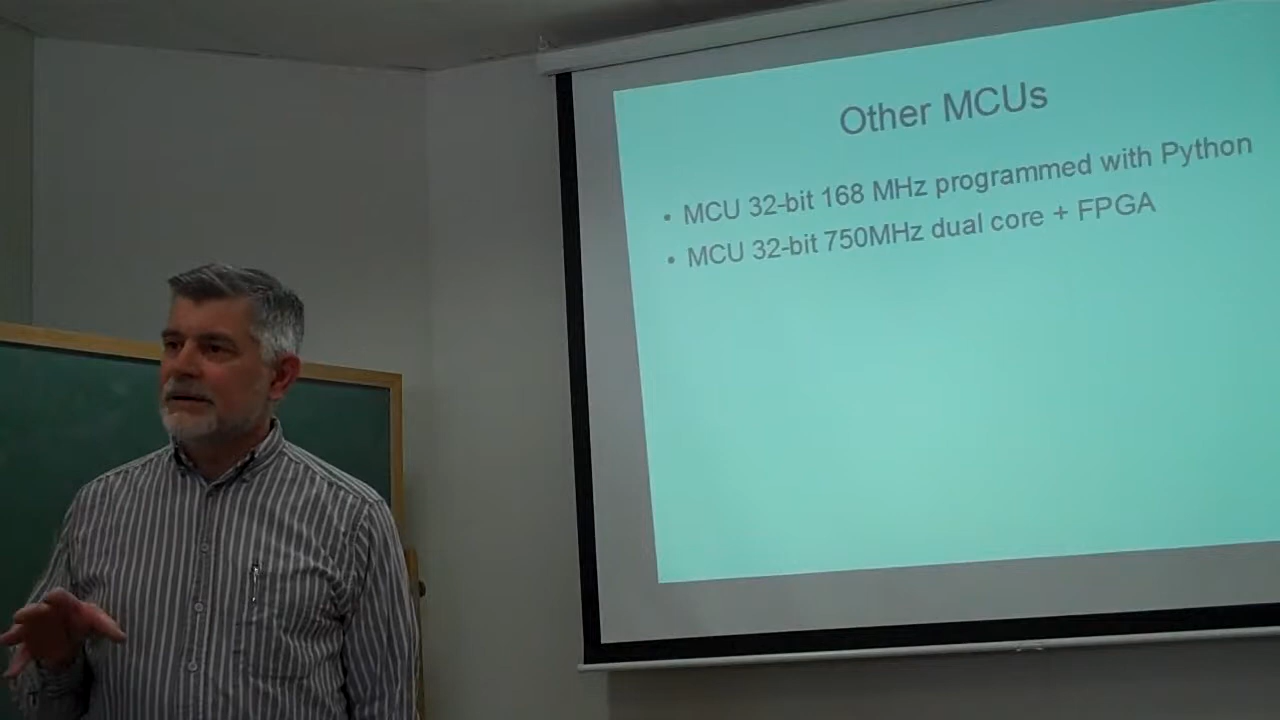 Other MCUs
• MCU 32-bit 168 MHz programmed with Python
• MCU 32-bit 750MHz dual core + FPGA